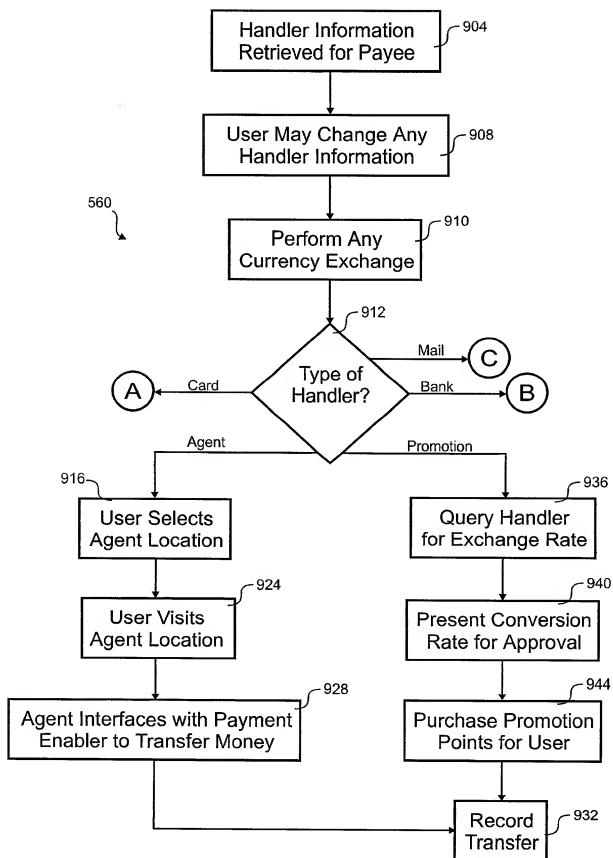 Handler Information
Retrieved for Payee
904
User May Change Any
Handler Information
908
560
Perform Any
Currency Exchange
910
912
Type of
Handler?
Mail
C
Card
A
Bank
B
Agent
Promotion
916
User Selects
Agent Location
936
Query Handler
for Exchange Rate
924
User Visits
Agent Location
940
Present Conversion
Rate for Approval
928
Agent Interfaces with Payment
Enabler to Transfer Money
944
Purchase Promotion
Points for User
Record
Transfer
932